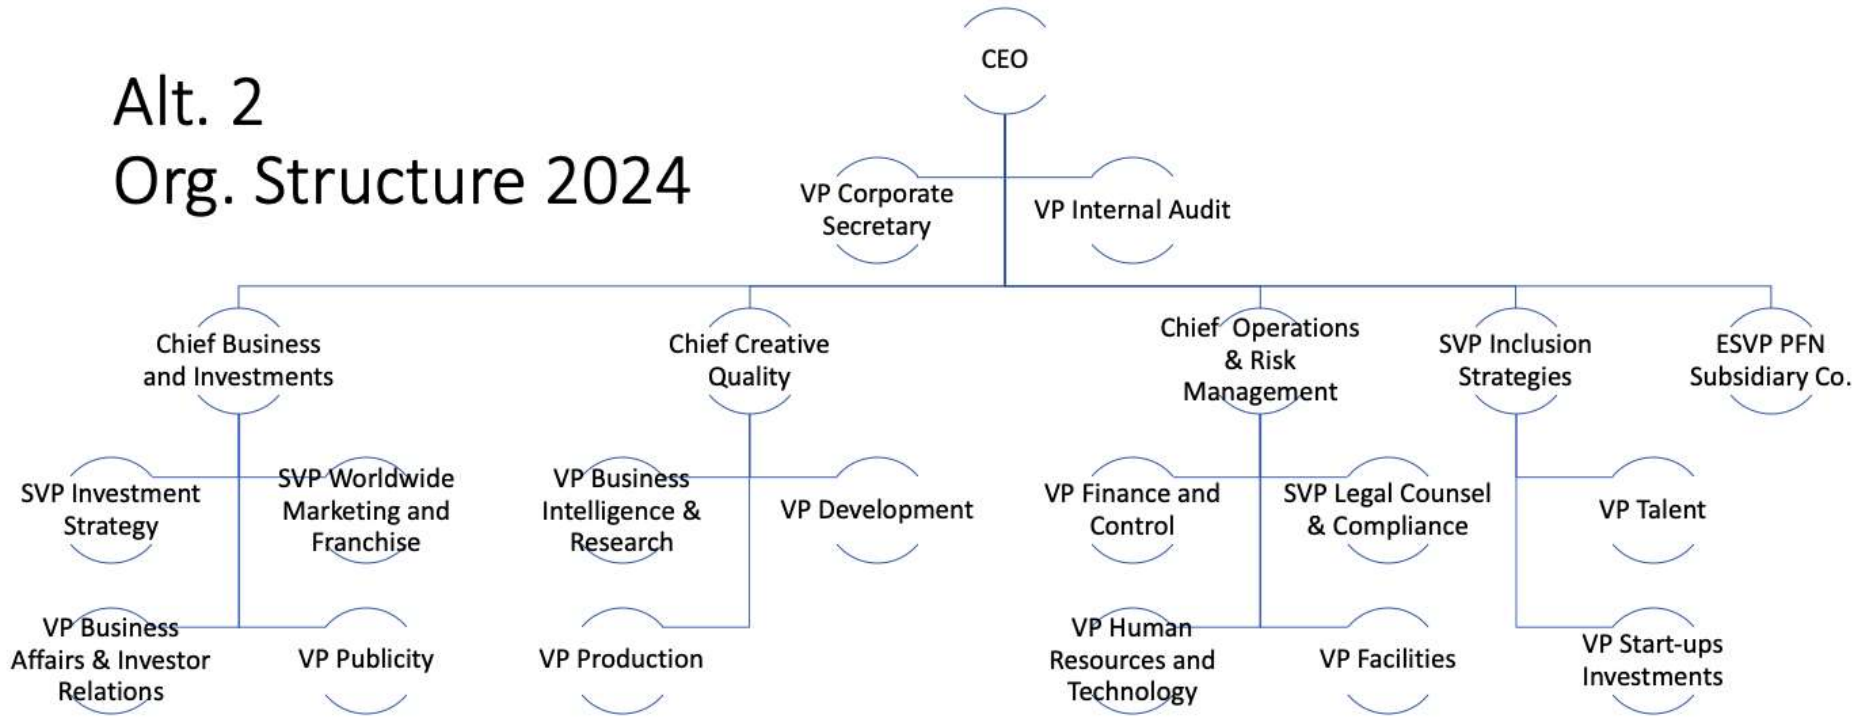 Alt. 2
Org. Structure 2024
CEO
VP Corporate
Secretary
VP Internal Audit
Chief Business
and Investments
Chief Creative
Quality
Chief Operations
& Risk
Management
SVP Inclusion
Strategies
ESVP PFN
Subsidiary Co.
SVP Investment
Strategy
SVP Worldwide
Marketing and
Franchise
VP Business
Intelligence &
Research
VP Development
VP Finance and
Control
SVP Legal Counsel
& Compliance
VP Talent
VP Business
Affairs & Investor
Relations
VP Publicity
VP Production
VP Human
Resources and
Technology
VP Facilities
VP Start-ups
Investments